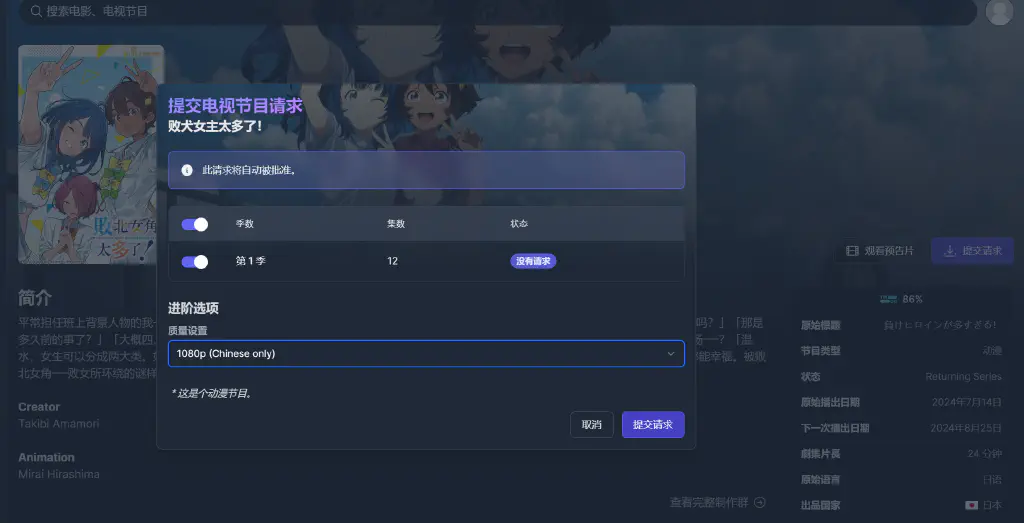 搜索电影、电视节目
提交电视节目请求
败犬女主太多了！
此请求将自动被批准。
季数 集数 状态
第 1 季 12 没有请求
进阶选项
质量设置
1080p (Chinese only)
* 这是个动漫节目。
取消 提交请求
敗北女角
太多了!
观看预告片 提交请求
简介
平常担任班上背景人物的我
多久前的事了？」「大概四
水、女生可以分成两大类。
北女角──败女所环绕的谜样
吗？」「那是
Creator
Takibi Amamori
Animation
Mirai Hirashima
查看完整制作群
86%
原始標題 負けヒロインが多すぎる!
节目类型 动漫
状态 Returning Series
原始播出日期 2024年7月14日
下一次播出日期 2024年8月25日
劇集片長 24 分钟
原始语言 日语
出品国家 日本